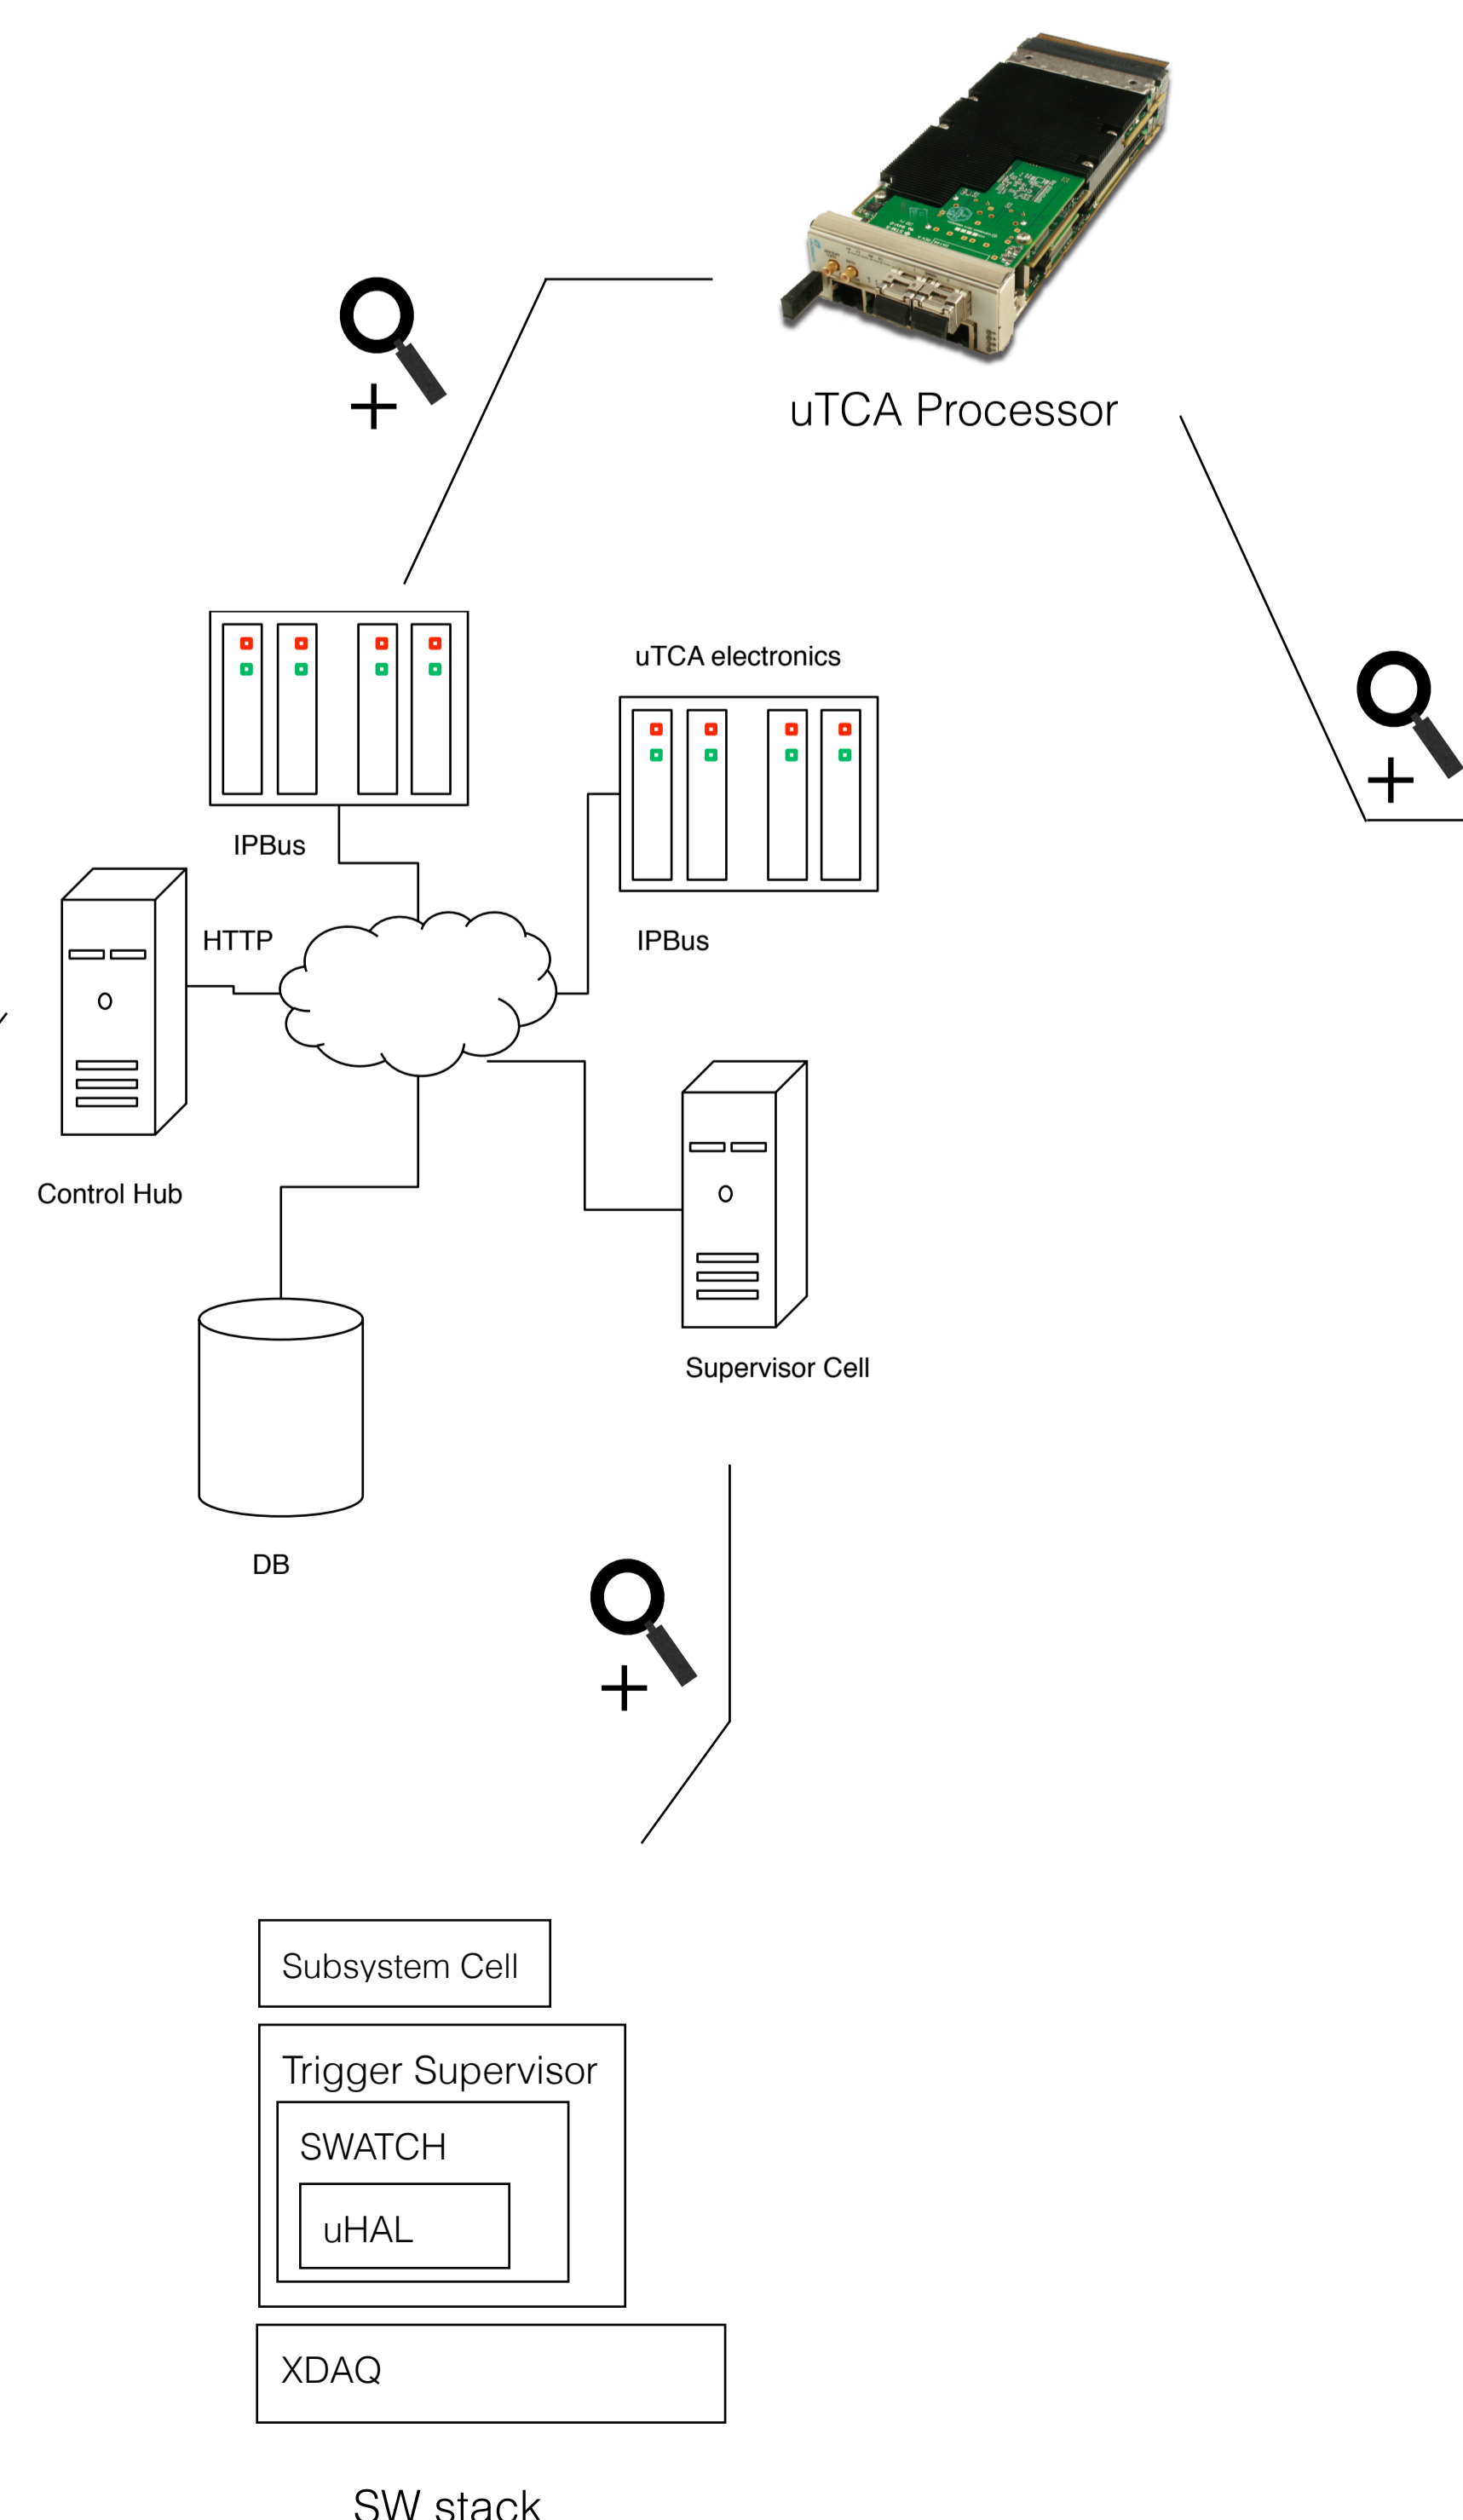 uTCA Processor
uTCA electronics
IPBus
HTTP
IPBus
Control Hub
Supervisor Cell
DB
Subsystem Cell
Trigger Supervisor
SWATCH
uHAL
XDAQ
SW stack